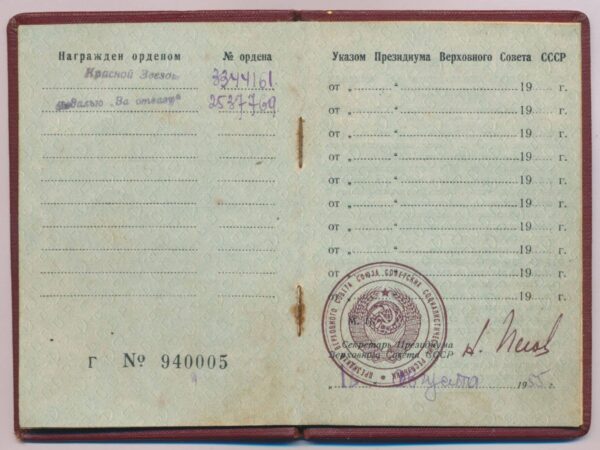 Награжден орденом
№ ордена
Красной Звезды
3344161
медалью „За отвагу"
2537769
г № 940005
Указом Президиума Верховного Совета СССР
от „ " 19 г.
от „ " 19 г.
от „ " 19 г.
от „ " 19 г.
от „ " 19 г.
от „ " 19 г.
от „ " 19 г.
от „ " 19 г.
от „ " 19 г.
от „ " 19 г.
М. П.
Секретарь Президиума
Верховного Совета СССР
августа 1955 г.